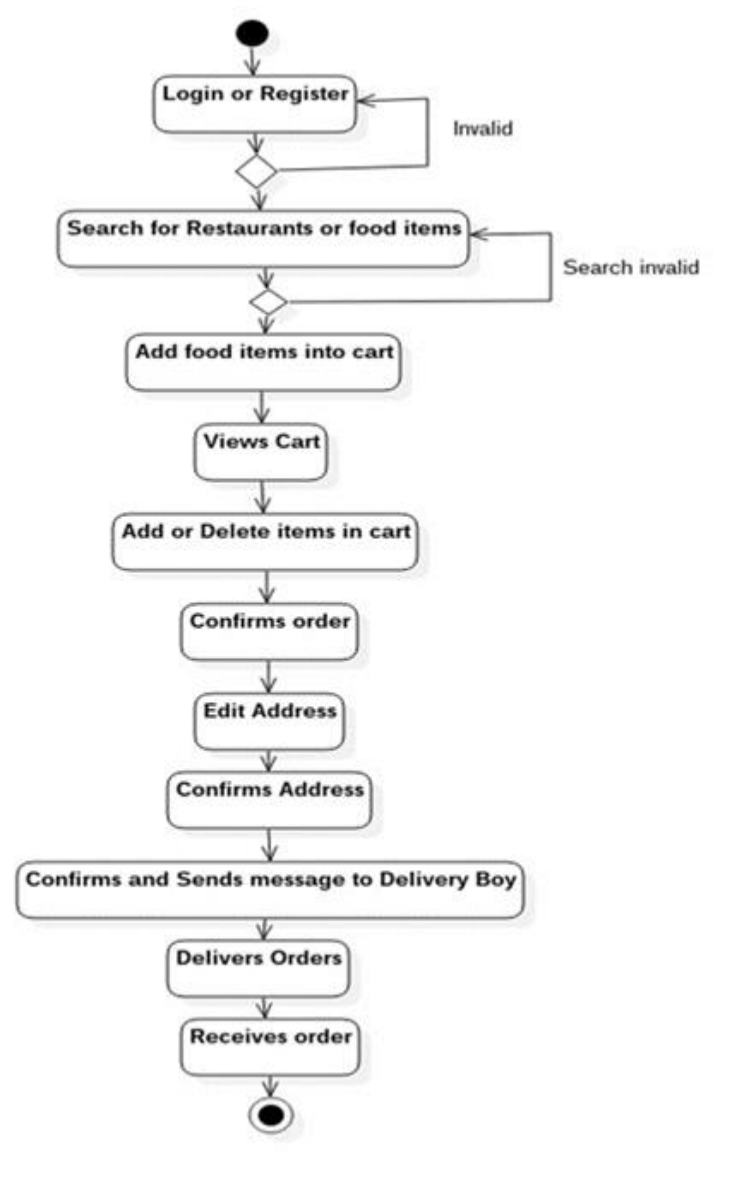 Login or Register
Invalid
Search for Restaurants or food items
Search invalid
Add food items into cart
Views Cart
Add or Delete items in cart
Confirms order
Edit Address
Confirms Address
Confirms and Sends message to Delivery Boy
Delivers Orders
Receives order